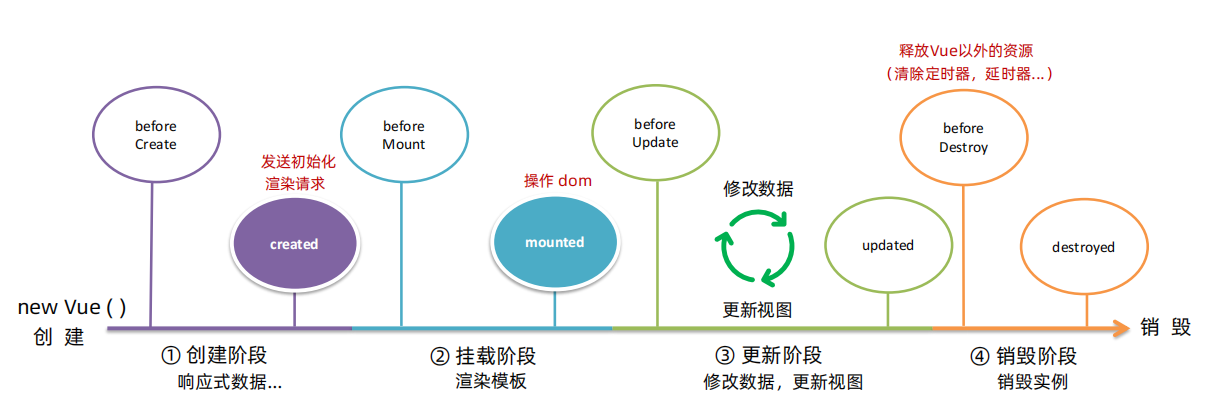 释放Vue以外的资源
（清除定时器，延时器...）
before
Create
before
Mount
before
Update
before
Destroy
发送初始化
渲染请求
操作 dom
修改数据
created
mounted
updated
destroyed
更新视图
new Vue ( )
创 建
销 毁
① 创建阶段
响应式数据...
② 挂载阶段
渲染模板
③ 更新阶段
修改数据，更新视图
④ 销毁阶段
销毁实例